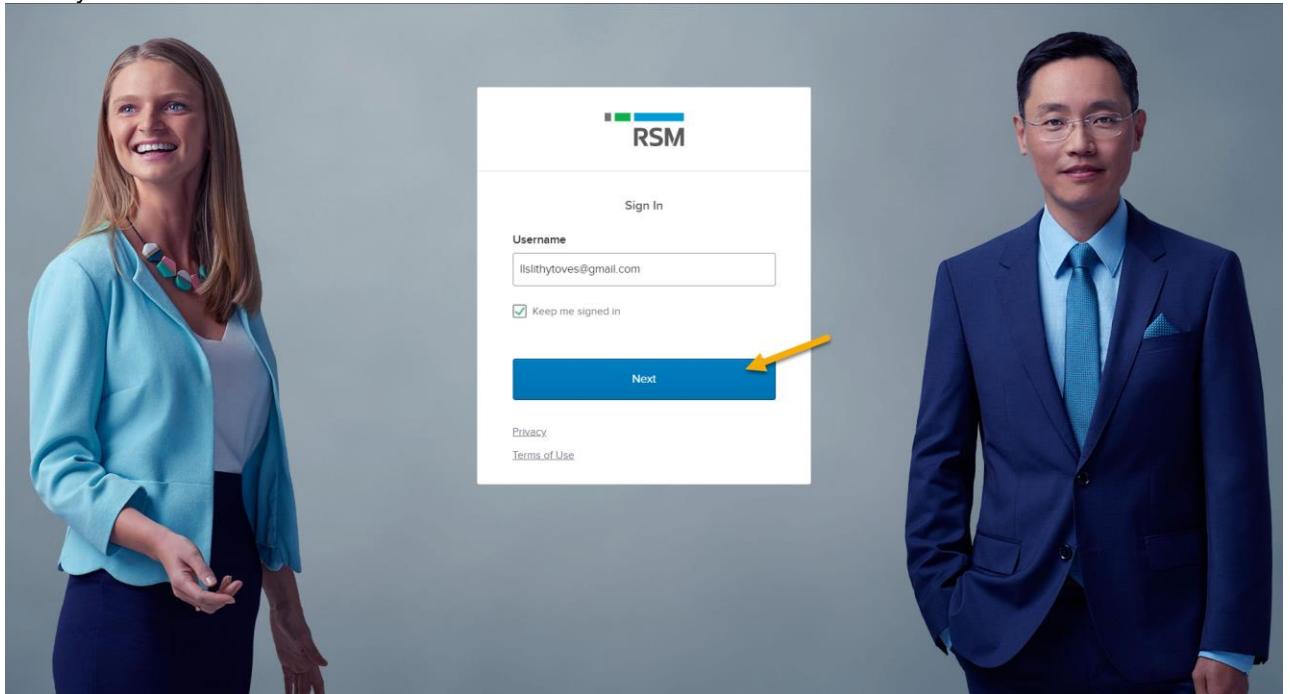 RSM
Sign In
Username
llslithytoves@gmail.com
Keep me signed in
Next
Privacy
Terms of Use